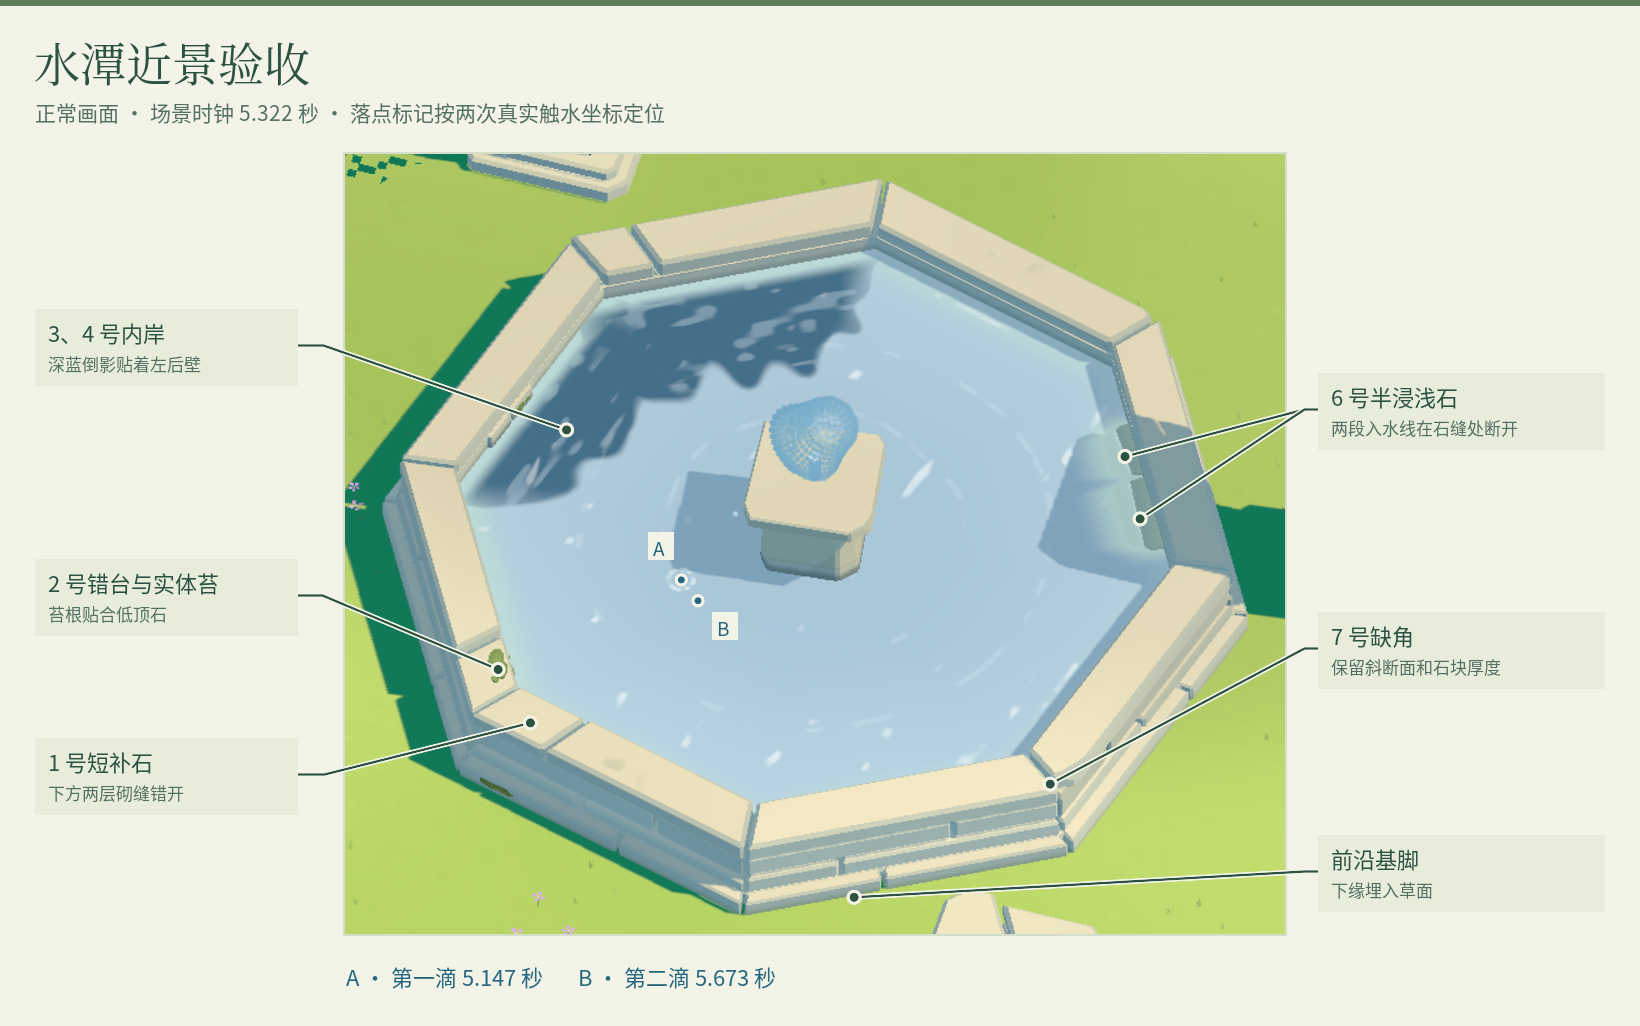 水潭近景验收
正常画面 · 场景时钟 5.322 秒 · 落点标记按两次真实触水坐标定位
3、4 号内岸
深蓝倒影贴着左后壁
6 号半浸浅石
两段入水线在石缝处断开
A
2 号错台与实体苔
苔根贴合低顶石
B
7 号缺角
保留斜断面和石块厚度
1 号短补石
下方两层砌缝错开
前沿基脚
下缘埋入草面
A · 第一滴 5.147 秒 B · 第二滴 5.673 秒